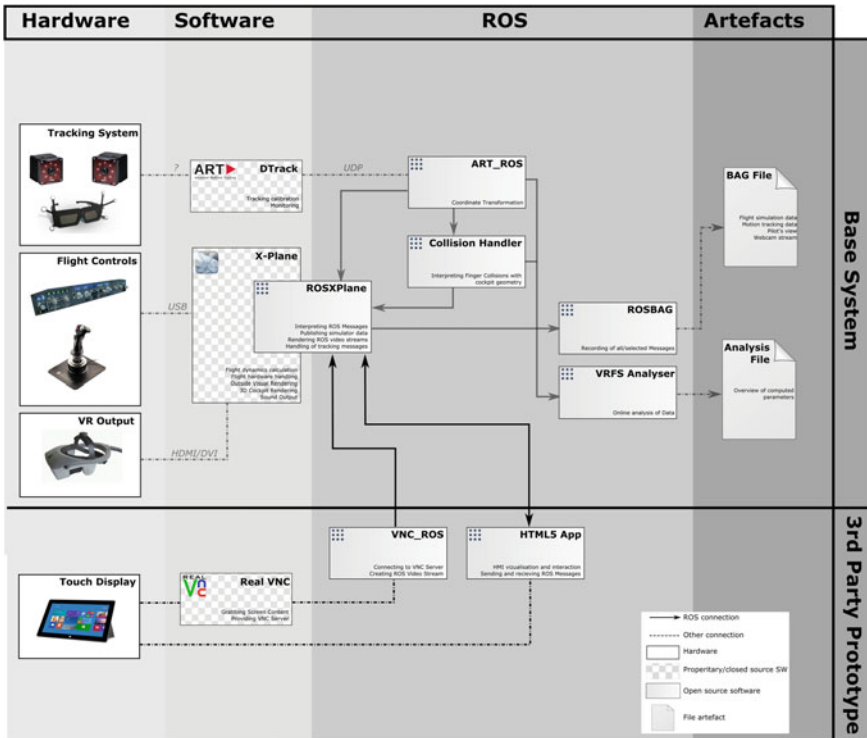 Hardware
Software
ROS
Artefacts
Base System
Tracking System
?
ART
DTrack
Tracking calibration
Monitoring
UDP
ART_ROS
Coordinate Transformation
BAG File
Flight simulation data
Motion tracking data
Pilot's view
Webcam stream
Collision Handler
Interpreting Finger Collisions with
cockpit geometry
Flight Controls
USB
X-Plane
Flight dynamics calculation
Flight hardware handling
Outside Visual Rendering
3D Cockpit Rendering
Sound Output
ROSXPlane
Interpreting ROS Messages
Publishing simulator data
Rendering ROS video streams
Handling of tracking messages
ROSBAG
Recording of all/selected Messages
VRFS Analyser
Online analysis of Data
Analysis
File
Overview of computed
parameters
VR Output
HDMI/DVI
3rd Party Prototype
VNC_ROS
Connecting to VNC Server
Creating ROS Video Stream
HTML5 App
HMI visualisation and interaction
Sending and recieving ROS Messages
Touch Display
REAL
Vnc
Real VNC
Grabbing Screen Content
Providing VNC Server
ROS connection
Other connection
Hardware
Properitary/closed source SW
Open source software
File artefact